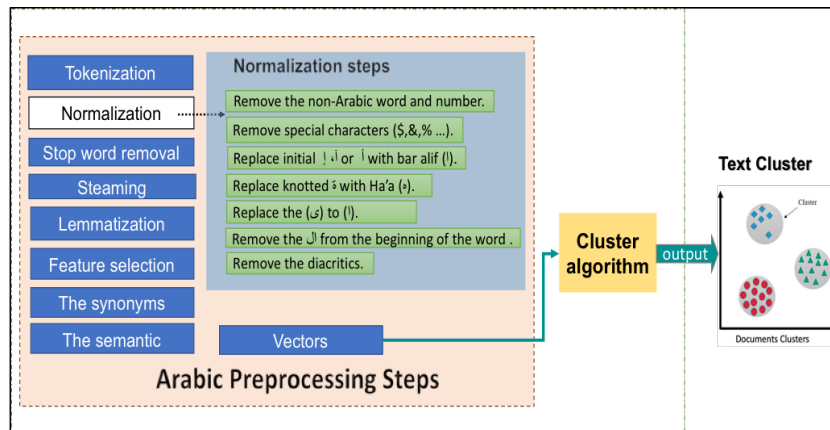 Tokenization
Normalization
Stop word removal
Steaming
Lemmatization
Feature selection
The synonyms
The semantic
Normalization steps
Remove the non-Arabic word and number.
Remove special characters ($,&,% ...).
Replace initial أ or آ، إ with bar alif (ا).
Replace knotted ة with Ha'a (ه).
Replace the (ى) to (ا).
Remove the ال from the beginning of the word .
Remove the diacritics.
Vectors
Arabic Preprocessing Steps
Cluster
algorithm
output
Text Cluster
Cluster
Documents Clusters